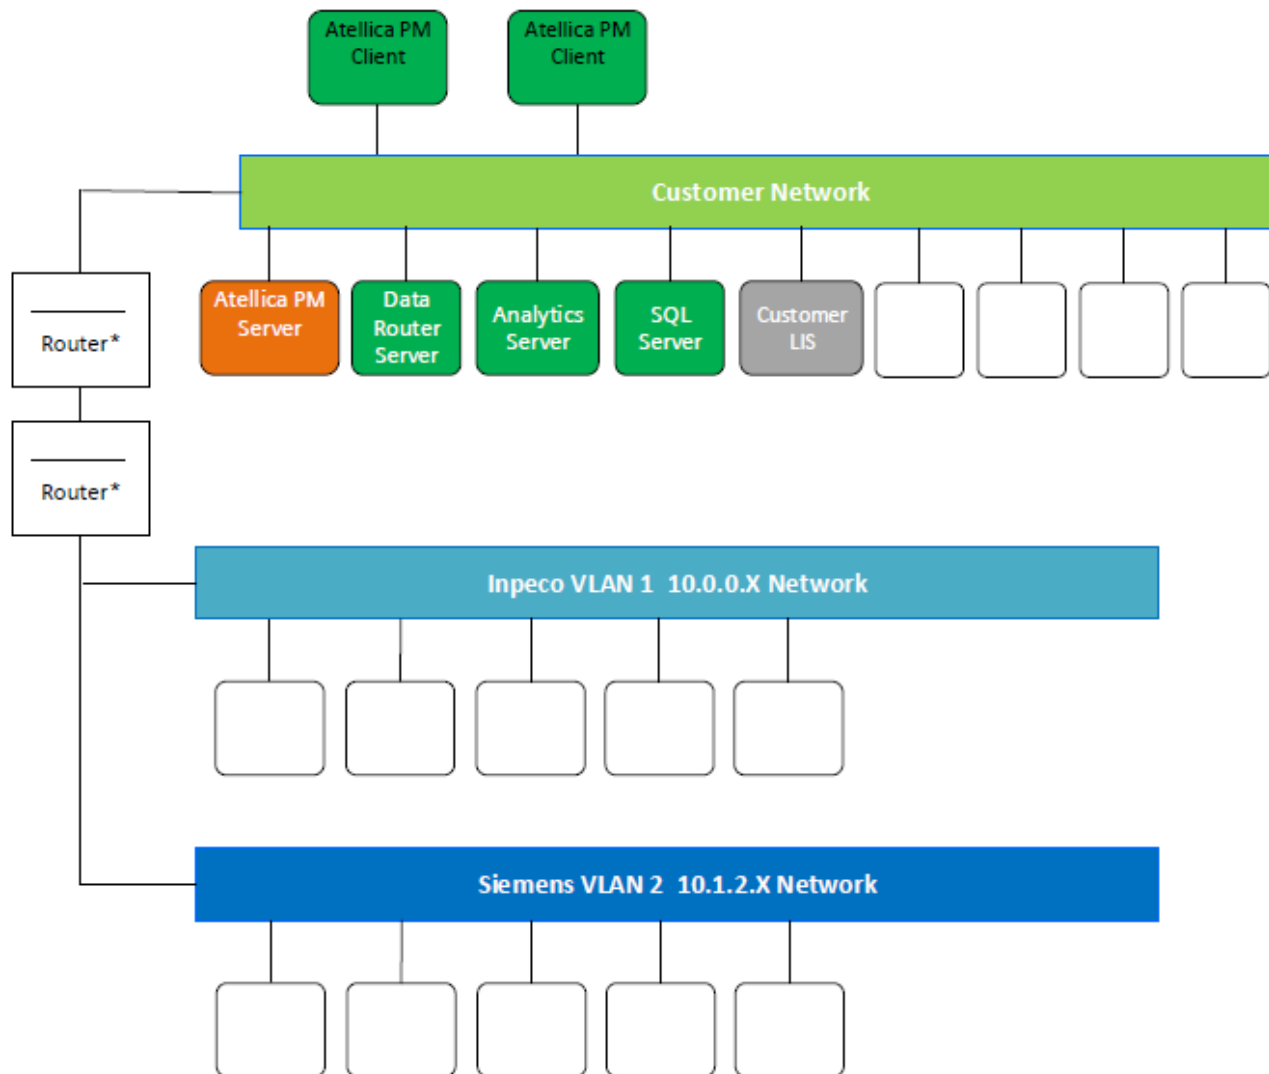 Atellica PM
Client
Atellica PM
Client
Customer Network
Atellica PM
Server
Data
Router
Server
Analytics
Server
SQL
Server
Customer
LIS
Router*
Router*
Inpeco VLAN 1  10.0.0.X Network
Siemens VLAN 2  10.1.2.X Network